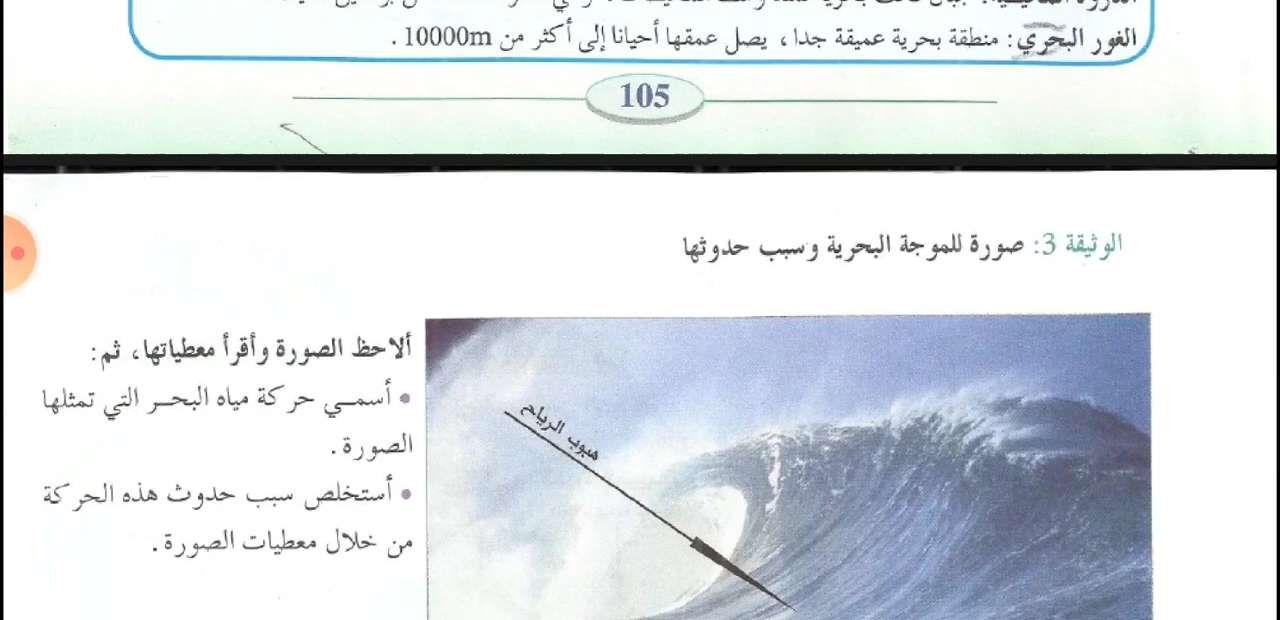 الغور البحري: منطقة بحرية عميقة جدا، يصل عمقها أحيانا إلى أكثر من 10000m.
105
الوثيقة 3: صورة للموجة البحرية وسبب حدوثها
ألاحظ الصورة وأقرأ معطياتها، ثم:
• أسمـي حركة مياه البحـر التي تمثلها
الصورة.
• أستخلص سبب حدوث هذه الحركة
من خلال معطيات الصورة.
هبوب الرياح